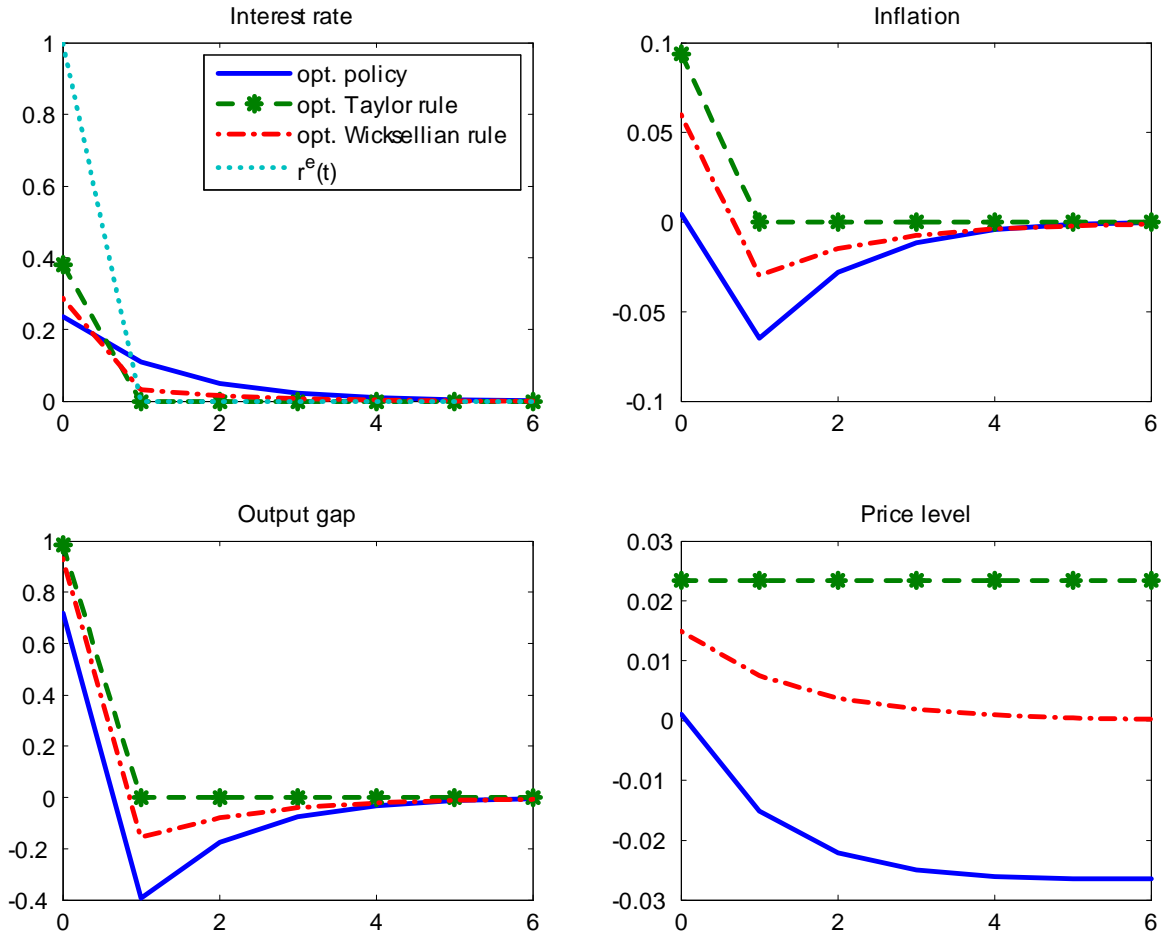 Interest rate
1
0.8
0.6
0.4
0.2
0
0 2 4 6
opt. policy
opt. Taylor rule
opt. Wicksellian rule
r^e(t)
Inflation
0.1
0.05
0
-0.05
-0.1
0 2 4 6
Output gap
1
0.8
0.6
0.4
0.2
0
-0.2
-0.4
0 2 4 6
Price level
0.03
0.02
0.01
0
-0.01
-0.02
-0.03
0 2 4 6